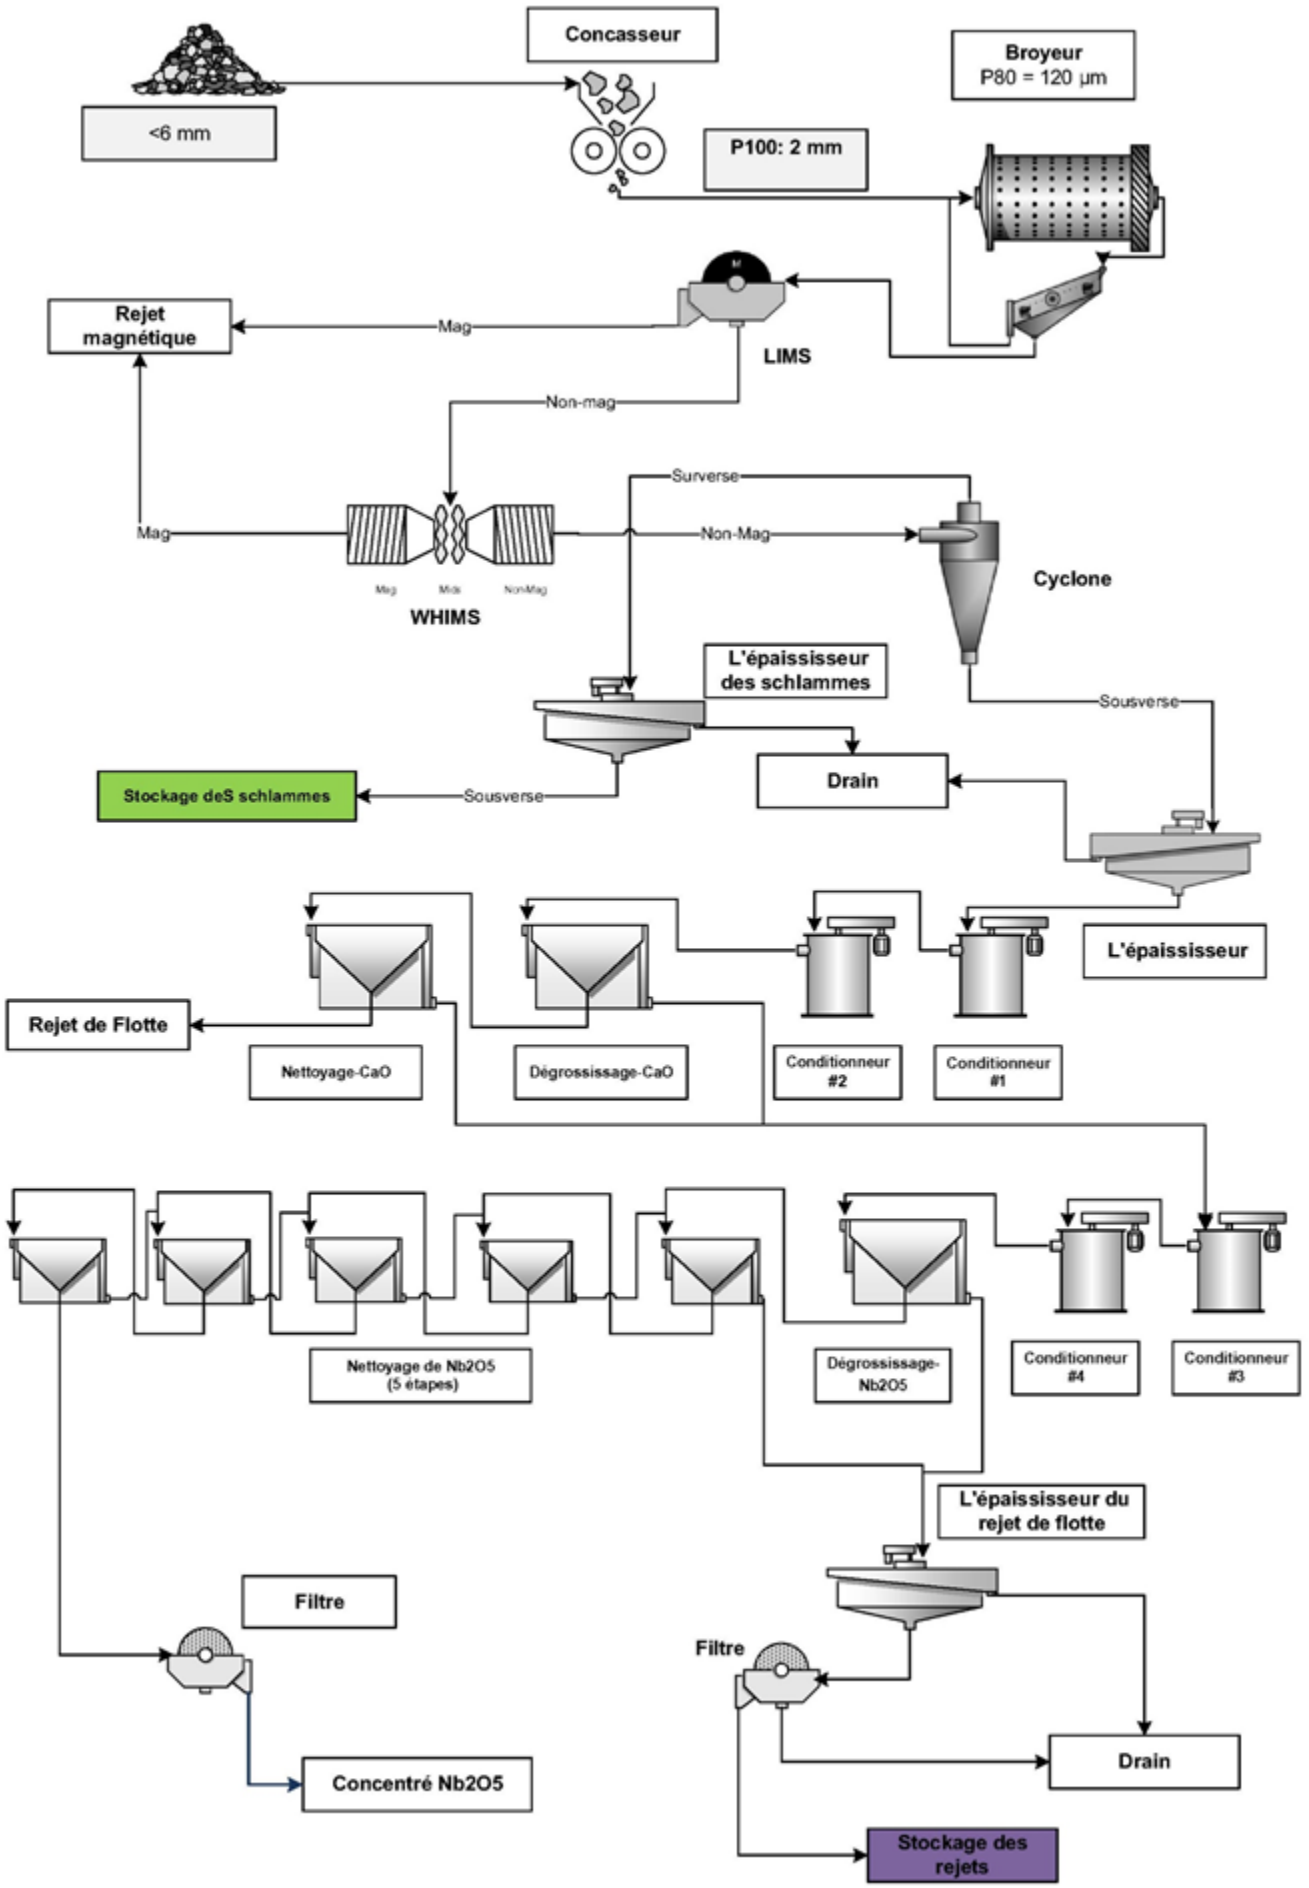 Concasseur
Broyeur
P80 = 120 µm
<6 mm
P100: 2 mm
M
Rejet
magnétique
Mag
LIMS
Non-mag
Surverse
Mag
Non-Mag
Cyclone
Mag
Mids
Non-Mag
WHIMS
L'épaississeur
des schlammes
Sousverse
Drain
Stockage deS schlammes
Sousverse
L'épaississeur
Rejet de Flotte
Nettoyage-CaO
Dégrossissage-CaO
Conditionneur
#2
Conditionneur
#1
Nettoyage de Nb2O5
(5 étapes)
Dégrossissage-
Nb2O5
Conditionneur
#4
Conditionneur
#3
L'épaississeur du
rejet de flotte
Filtre
Filtre
Concentré Nb2O5
Drain
Stockage des
rejets